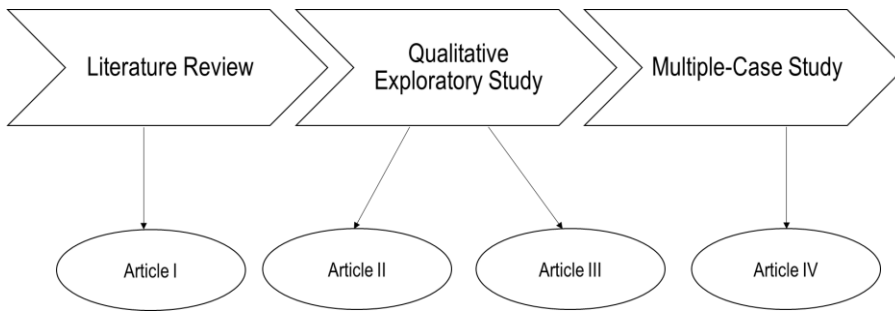 Literature Review
Qualitative
Exploratory Study
Multiple-Case Study
Article I
Article II
Article III
Article IV